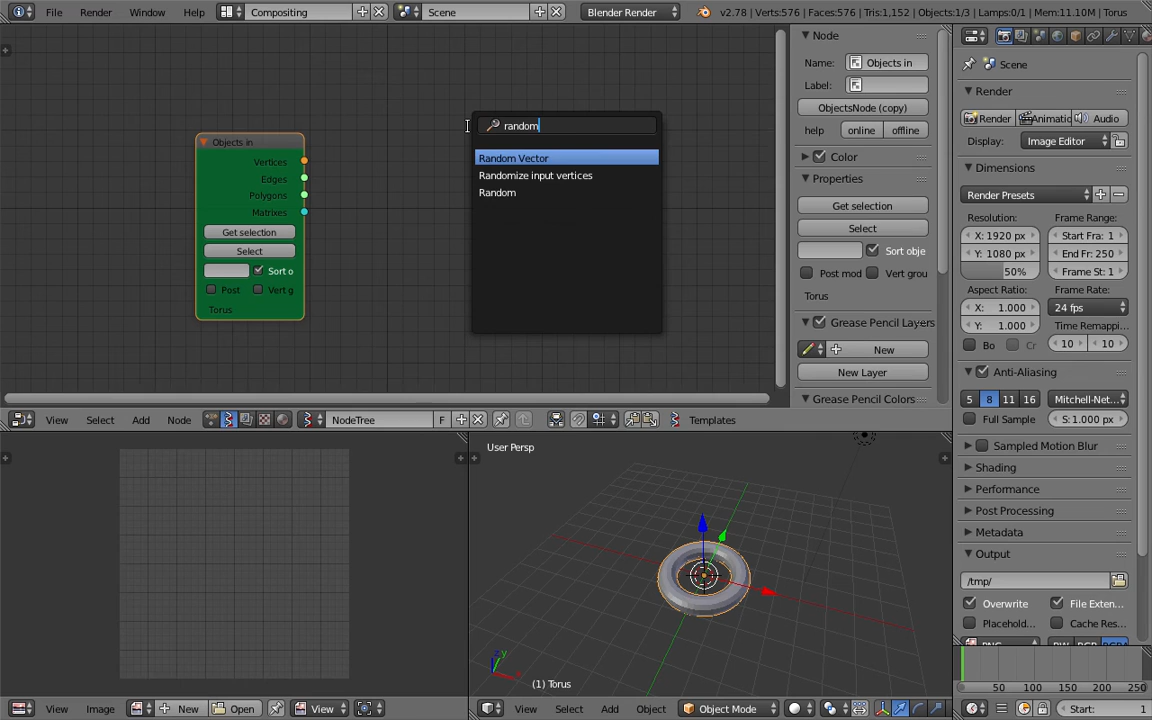 File Render Window Help Compositing Scene Blender Render v2.78 | Verts:576 | Faces:576 | Tris:1,152 | Objects:1/3 | Lamps:0/1 | Mem:11.10M | Torus
Objects in
Vertices
Edges
Polygons
Matrixes
Get selection
Select
Sort o
Post Vert g
Torus
random
Random Vector
Randomize input vertices
Random
Node
Name: Objects in
Label:
ObjectsNode (copy)
help online offline
Color
Properties
Get selection
Select
Sort obje
Post mod Vert grou
Torus
Grease Pencil Layers
New
New Layer
Grease Pencil Colors
View Select Add Node NodeTree F Templates
Scene
Render
Render Animatic Audio
Display: Image Editor
Dimensions
Render Presets
Resolution: Frame Range:
X: 1920 px Start Fra: 1
Y: 1080 px End Fr: 250
50% Frame St: 1
Aspect Ratio: Frame Rate:
X: 1.000 24 fps
Y: 1.000 Time Remappi...
Bo Cr 10 10
Anti-Aliasing
5 8 11 16 Mitchell-Net...
Full Sample S: 1.000 px
Sampled Motion Blur
Shading
Performance
Post Processing
Metadata
Output
/tmp/
Overwrite File Exten...
Placehold... Cache Res...
50 100 150 200 250
Start: 1
User Persp
z y
(1) Torus
View Image New Open View
View Select Add Object Object Mode